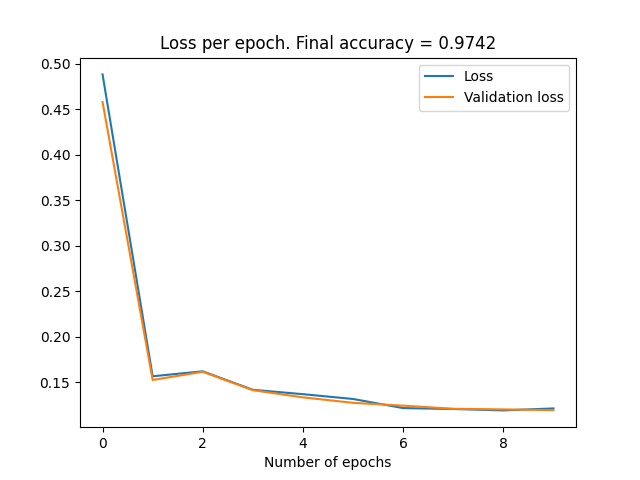 Loss per epoch. Final accuracy = 0.9742
Loss
Validation loss
0.50
0.45
0.40
0.35
0.30
0.25
0.20
0.15
0 2 4 6 8
Number of epochs